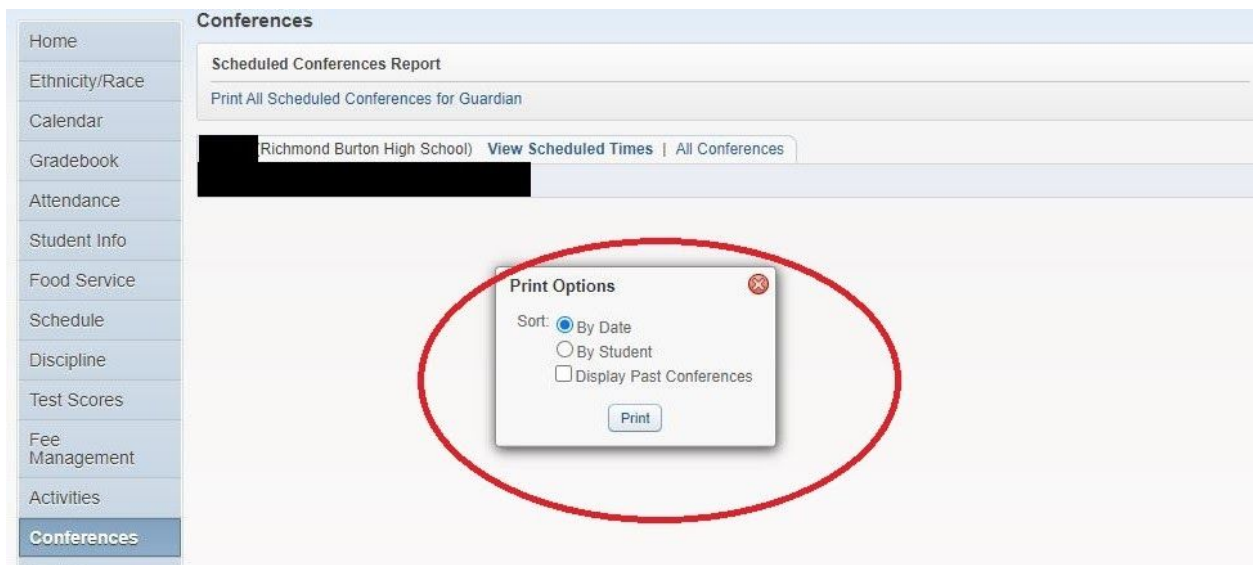 Conferences
Home
Ethnicity/Race
Calendar
Gradebook
Attendance
Student Info
Food Service
Schedule
Discipline
Test Scores
Fee
Management
Activities
Conferences
Scheduled Conferences Report
Print All Scheduled Conferences for Guardian
(Richmond Burton High School) View Scheduled Times | All Conferences
Print Options
Sort: By Date
By Student
Display Past Conferences
Print